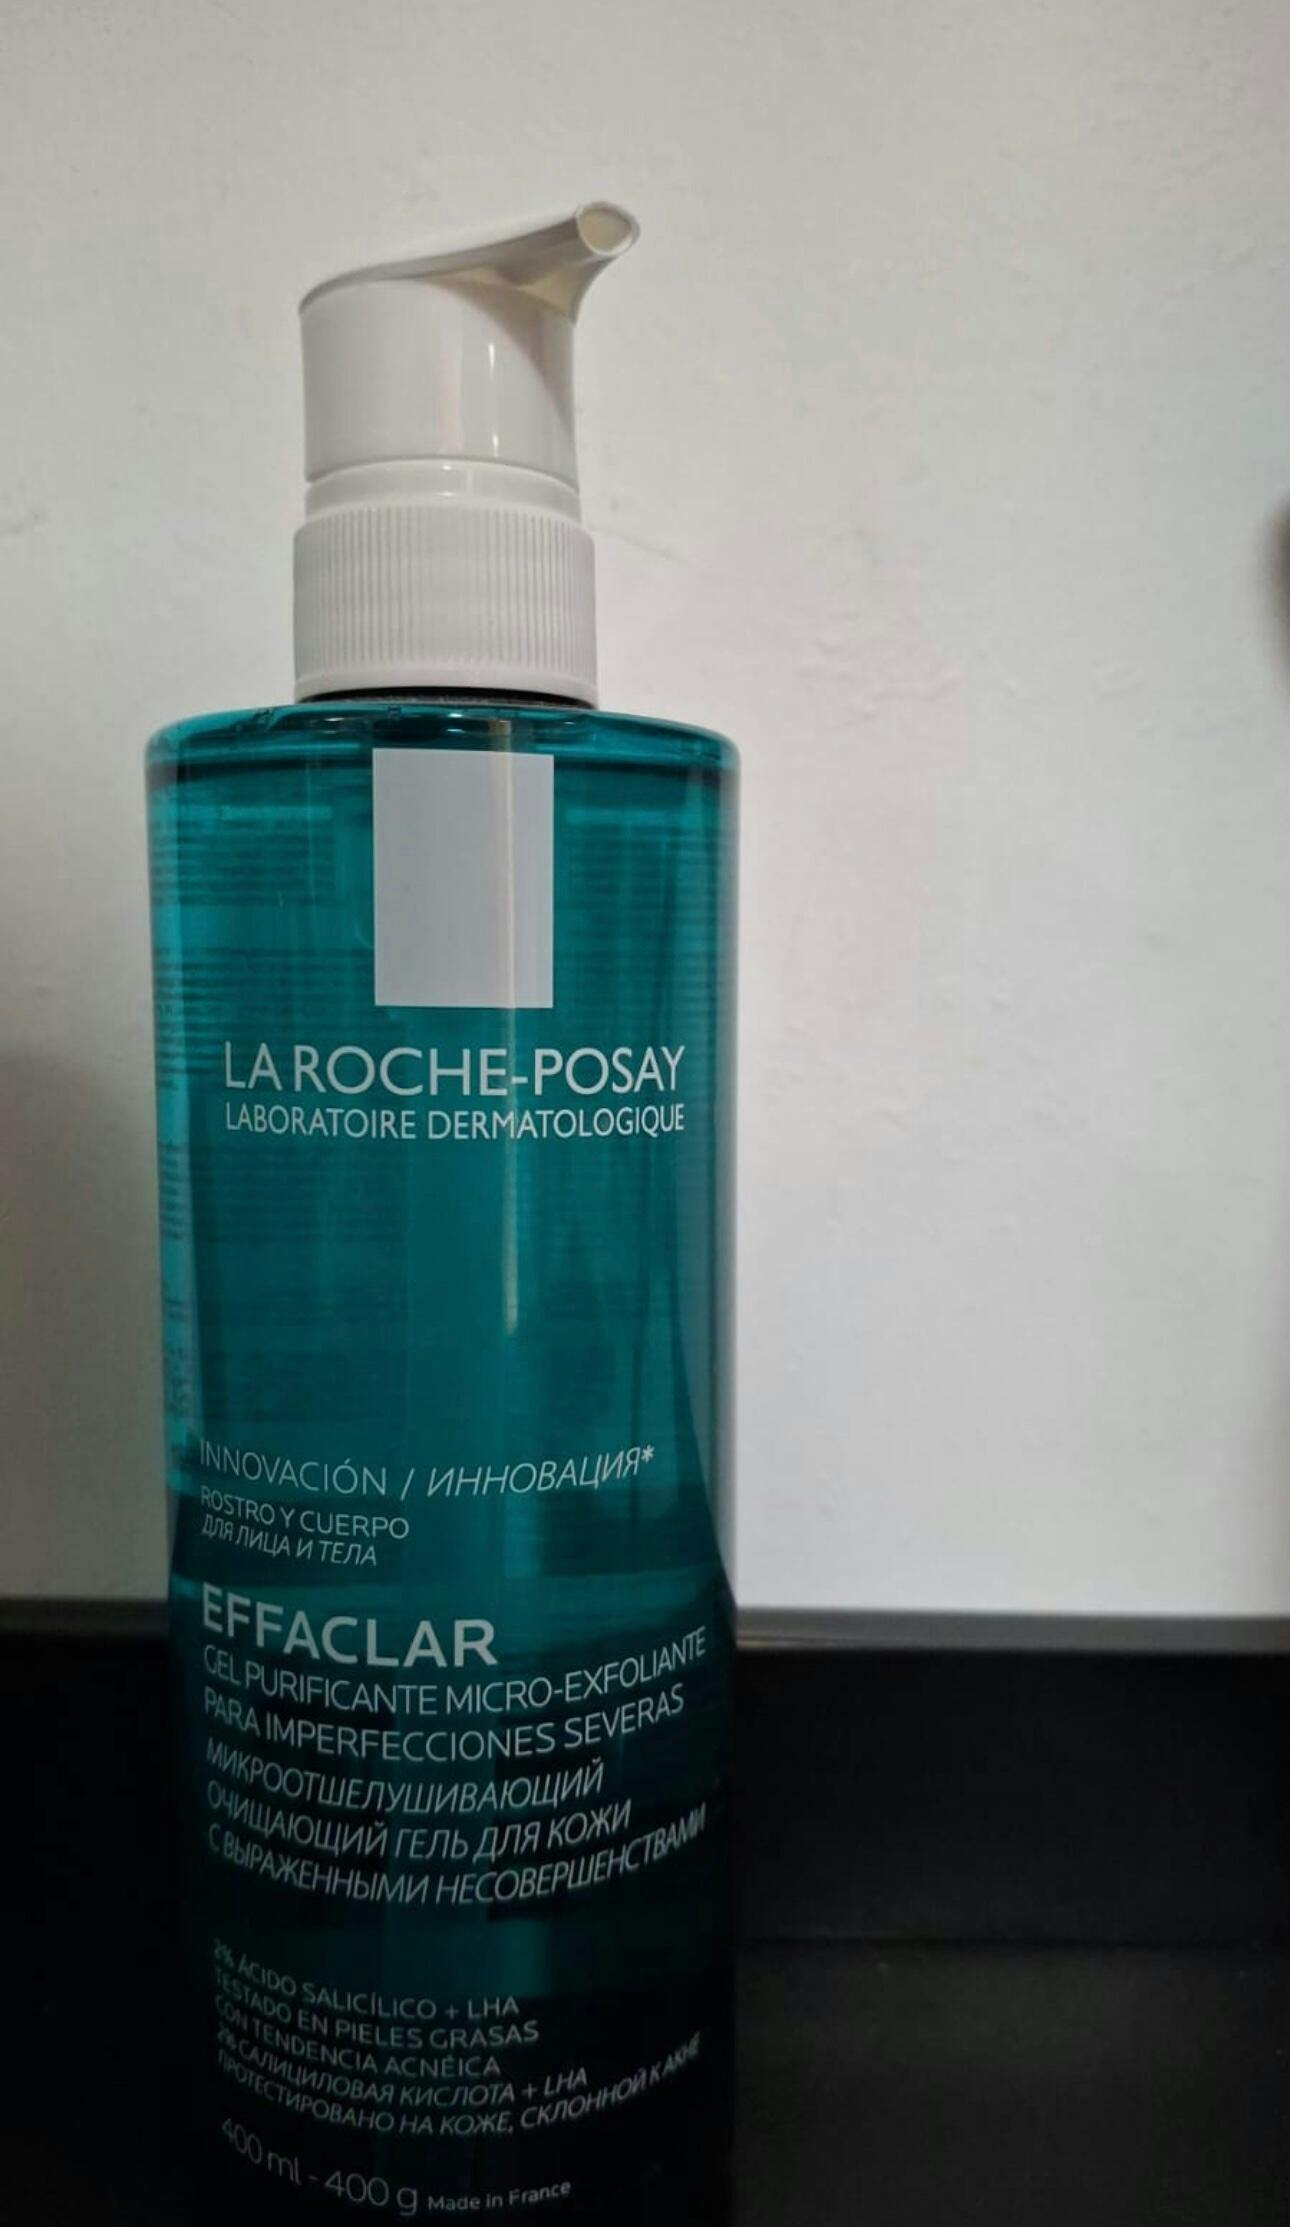 LA ROCHE-POSAY
LABORATOIRE DERMATOLOGIQUE
INNOVACIÓN / ИННОВАЦИЯ*
ROSTRO Y CUERPO
ДЛЯ ЛИЦА И ТЕЛА
EFFACLAR
GEL PURIFICANTE MICRO-EXFOLIANTE
PARA IMPERFECCIONES SEVERAS
МИКРООТШЕЛУШИВАЮЩИЙ
ОЧИЩАЮЩИЙ ГЕЛЬ ДЛЯ КОЖИ
С ВЫРАЖЕННЫМИ НЕСОВЕРШЕНСТВАМИ
2% ÁCIDO SALICÍLICO + LHA
TESTADO EN PIELES GRASAS
CON TENDENCIA ACNÉICA
2% САЛИЦИЛОВАЯ КИСЛОТА + LHA
ПРОТЕСТИРОВАНО НА КОЖЕ, СКЛОННОЙ К АКНЕ
400 ml - 400 g Made in France